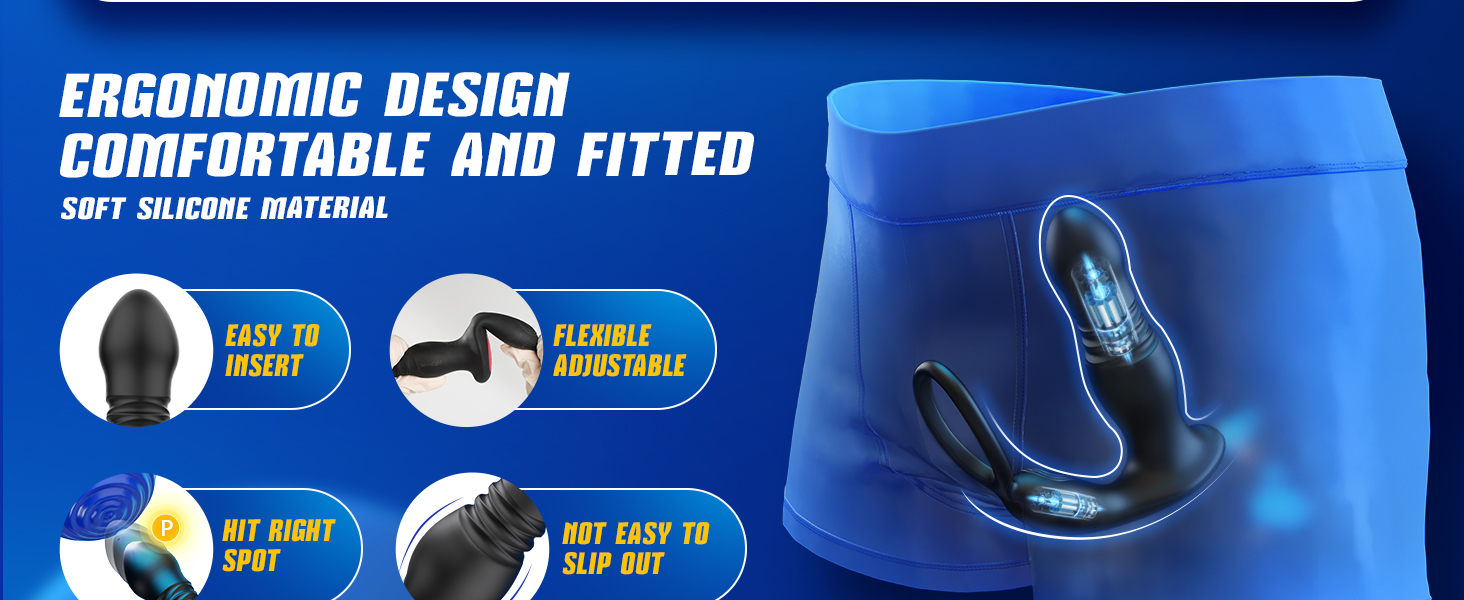 ERGONOMIC DESIGN
COMFORTABLE AND FITTED
SOFT SILICONE MATERIAL
EASY TO
INSERT
FLEXIBLE
ADJUSTABLE
P
HIT RIGHT
SPOT
NOT EASY TO
SLIP OUT